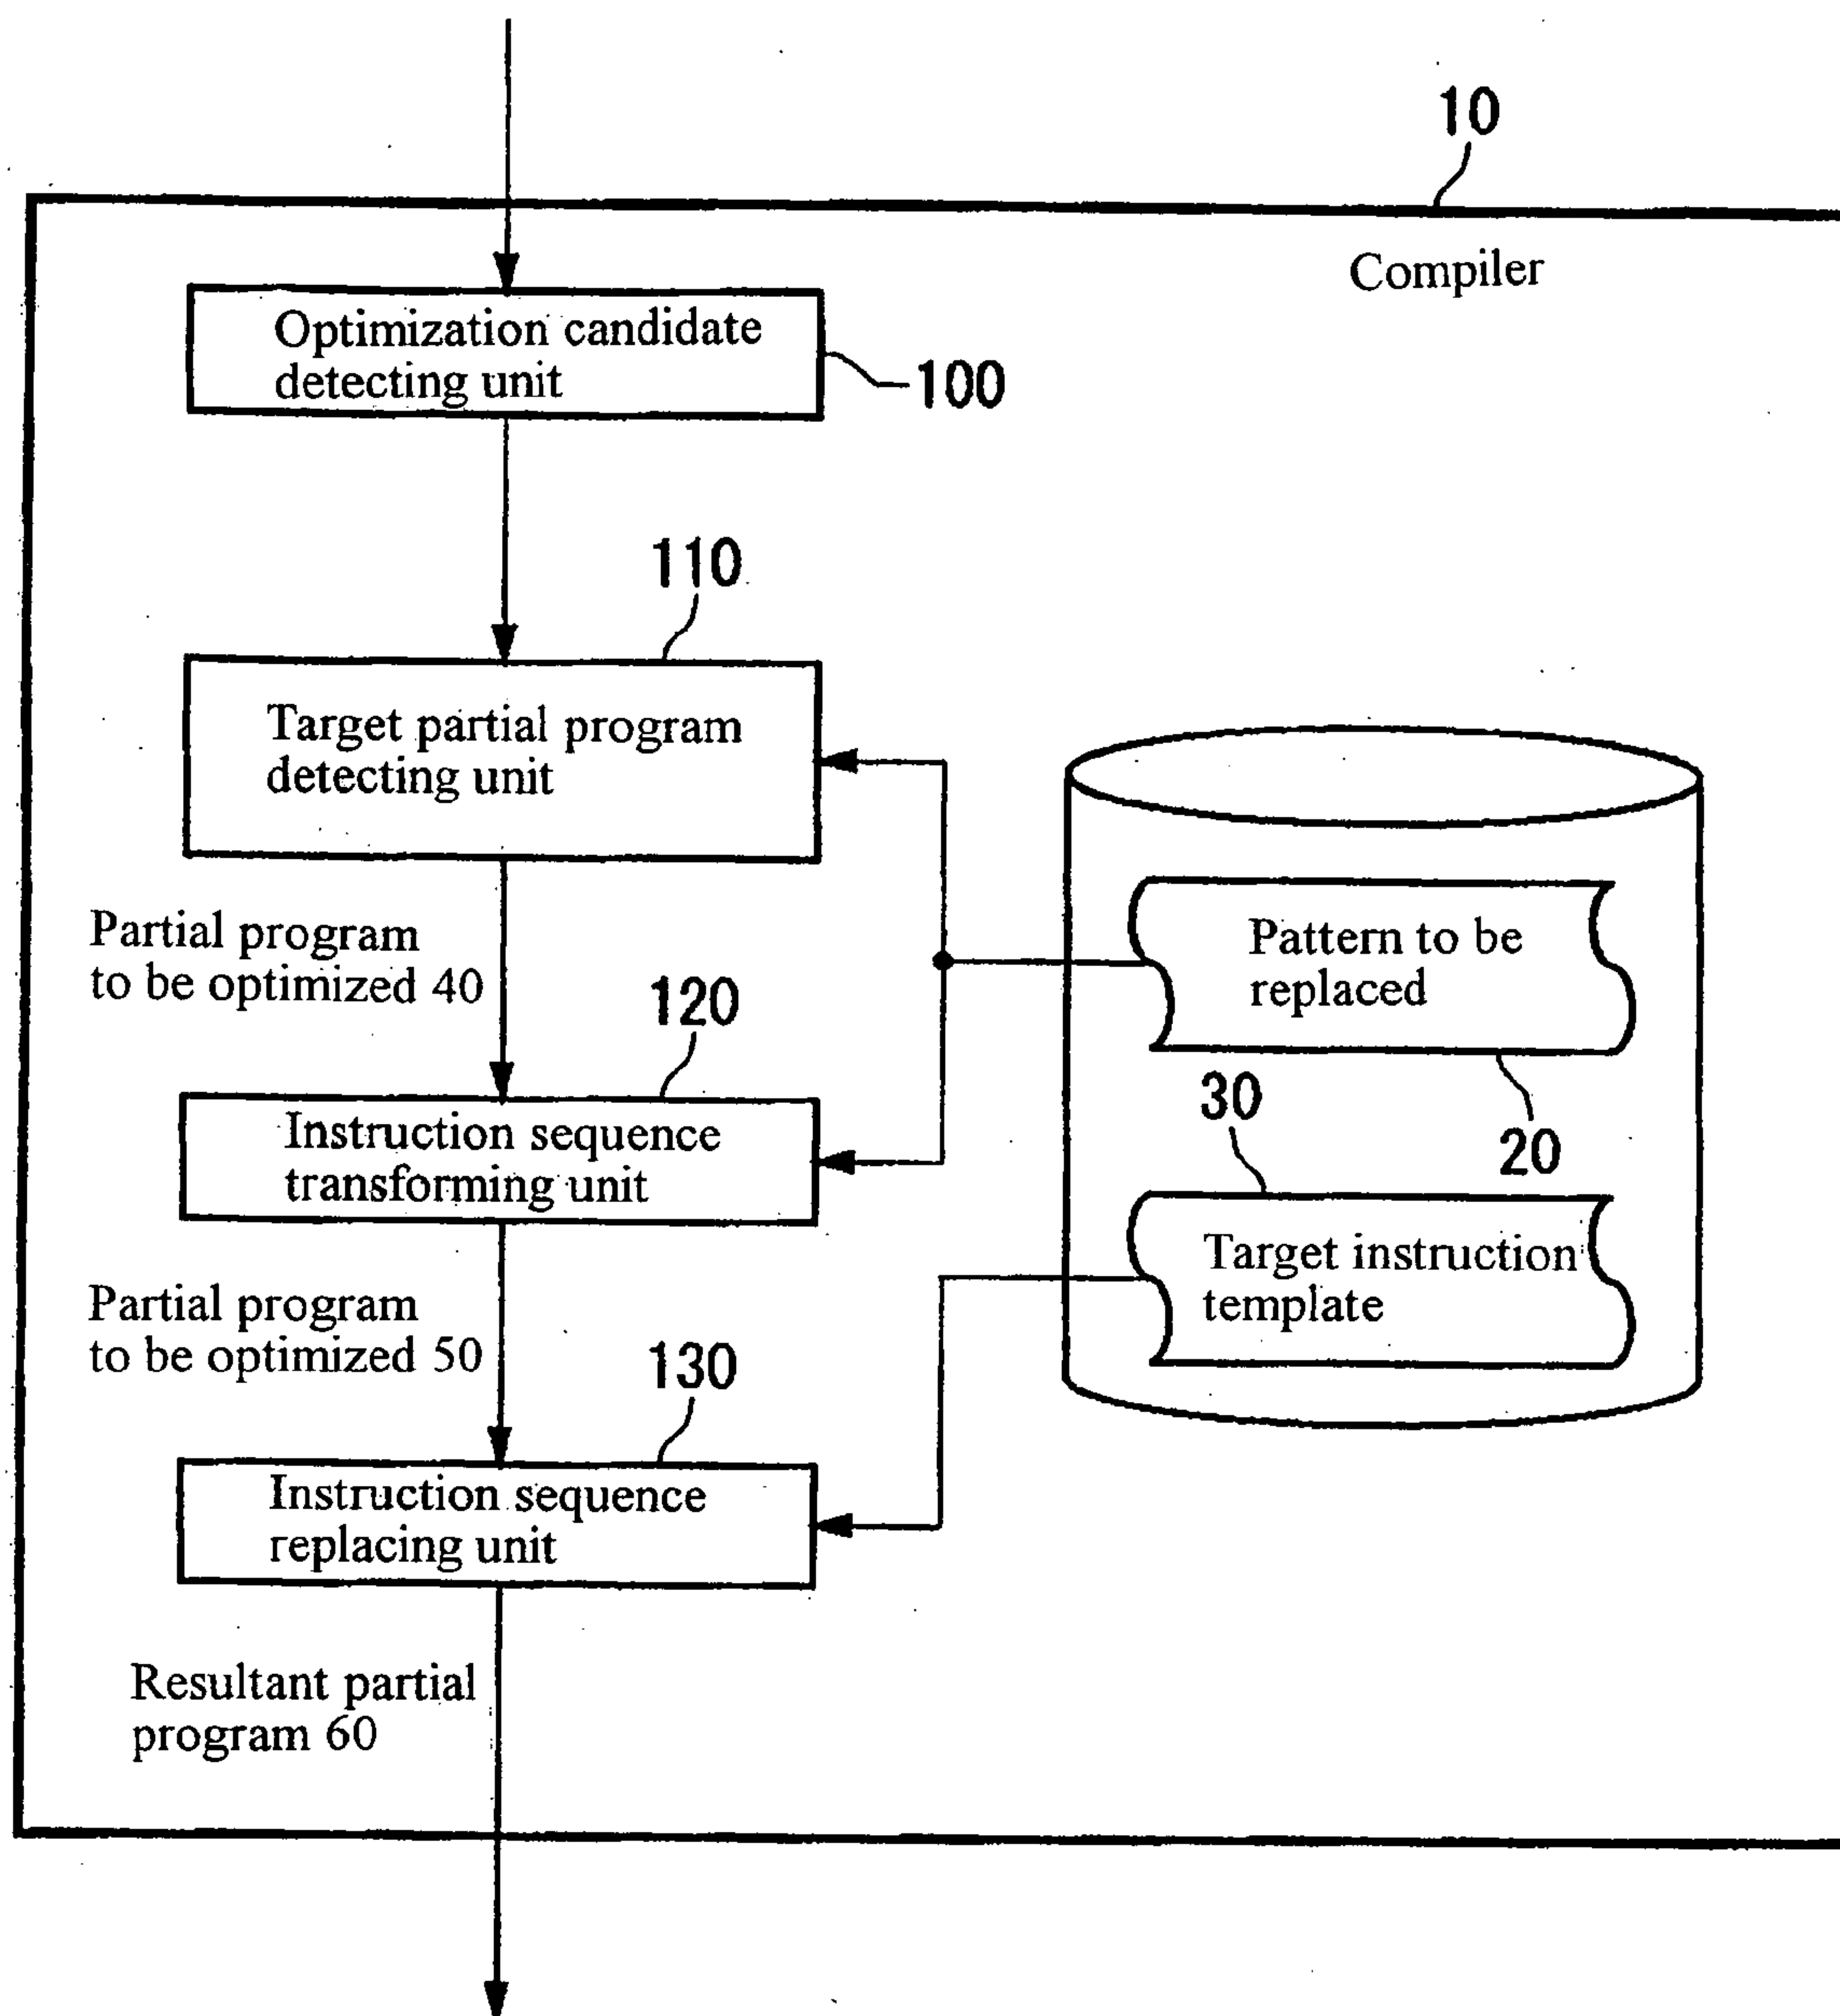 10
Compiler
Optimization candidate
detecting unit
100
110
Target partial program
detecting unit
Partial program
to be optimized 40
120
Pattern to be
replaced
20
Instruction sequence
transforming unit
30
Target instruction
template
Partial program
to be optimized 50
130
Instruction sequence
replacing unit
Resultant partial
program 60